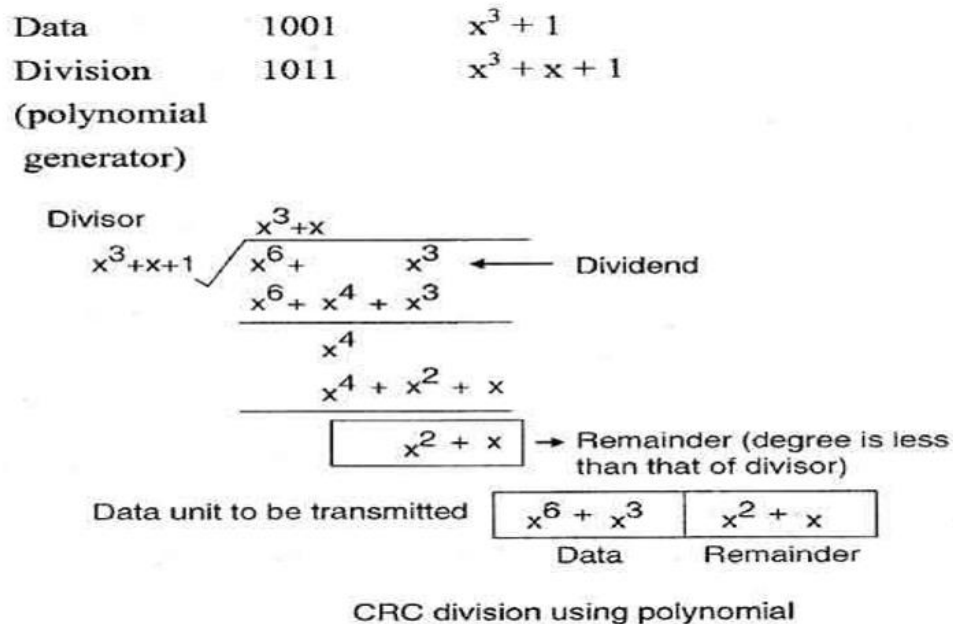 Data 1001 x³ + 1
Division 1011 x³ + x + 1
(polynomial
generator)
Divisor x³+x
x³+x+1 x⁶+ x³ ← Dividend
x⁶+ x⁴ + x³
x⁴
x⁴ + x² + x
x² + x → Remainder (degree is less
than that of divisor)
Data unit to be transmitted x⁶ + x³ x² + x
Data Remainder
CRC division using polynomial